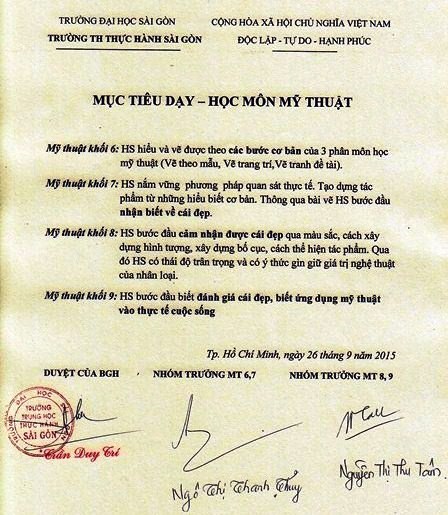 TRƯỜNG ĐẠI HỌC SÀI GÒN
TRƯỜNG TH THỰC HÀNH SÀI GÒN
CỘNG HÒA XÃ HỘI CHỦ NGHĨA VIỆT NAM
ĐỘC LẬP - TỰ DO - HẠNH PHÚC
MỤC TIÊU DẠY – HỌC MÔN MỸ THUẬT
Mỹ thuật khối 6: HS hiểu và vẽ được theo các bước cơ bản của 3 phân môn học
mỹ thuật (Vẽ theo mẫu, Vẽ trang trí,Vẽ tranh đề tài).
Mỹ thuật khối 7: HS nắm vững phương pháp quan sát thực tế. Tạo dựng tác
phẩm từ những hiểu biết cơ bản. Thông qua bài vẽ HS bước đầu
nhận biết về cái đẹp.
Mỹ thuật khối 8: HS bước đầu cảm nhận được cái đẹp qua màu sắc, cách xây
dựng hình tượng, xây dựng bố cục, cách thể hiện tác phẩm. Qua
đó HS có thái độ trân trọng và có ý thức gìn giữ giá trị nghệ thuật
của nhân loại.
Mỹ thuật khối 9: HS bước đầu biết đánh giá cái đẹp, biết ứng dụng mỹ thuật
vào thực tế cuộc sống
Tp. Hồ Chí Minh, ngày 26 tháng 9 năm 2015
DUYỆT CỦA BGH
NHÓM TRƯỞNG MT 6,7
NHÓM TRƯỞNG MT 8, 9
TRƯỜNG
TRUNG HỌC
THỰC HÀNH
SÀI GÒN
Trần Duy Trí
Ngô Thị Thanh Thủy
Nguyễn Thị Thu Tâm